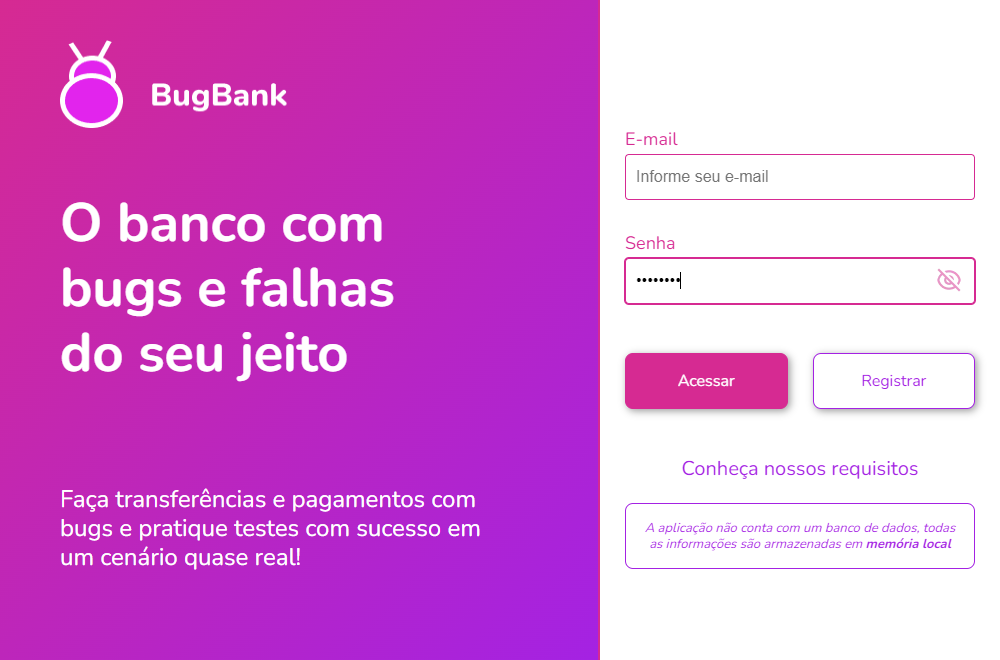 BugBank
O banco com
bugs e falhas
do seu jeito
Faça transferências e pagamentos com
bugs e pratique testes com sucesso em
um cenário quase real!
E-mail
Informe seu e-mail
Senha
••••••••
Acessar
Registrar
Conheça nossos requisitos
A aplicação não conta com um banco de dados, todas
as informações são armazenadas em memória local